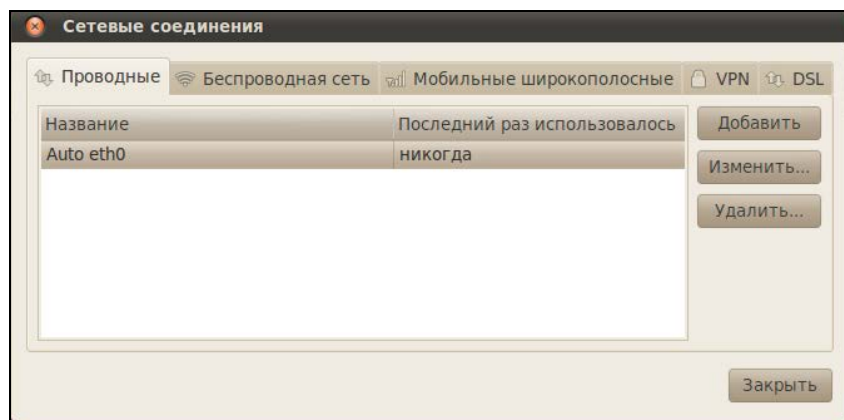 Сетевые соединения
Проводные Беспроводная сеть Мобильные широкополосные VPN DSL
Название Последний раз использовалось Добавить
Auto eth0 никогда
Изменить...
Удалить...
Закрыть